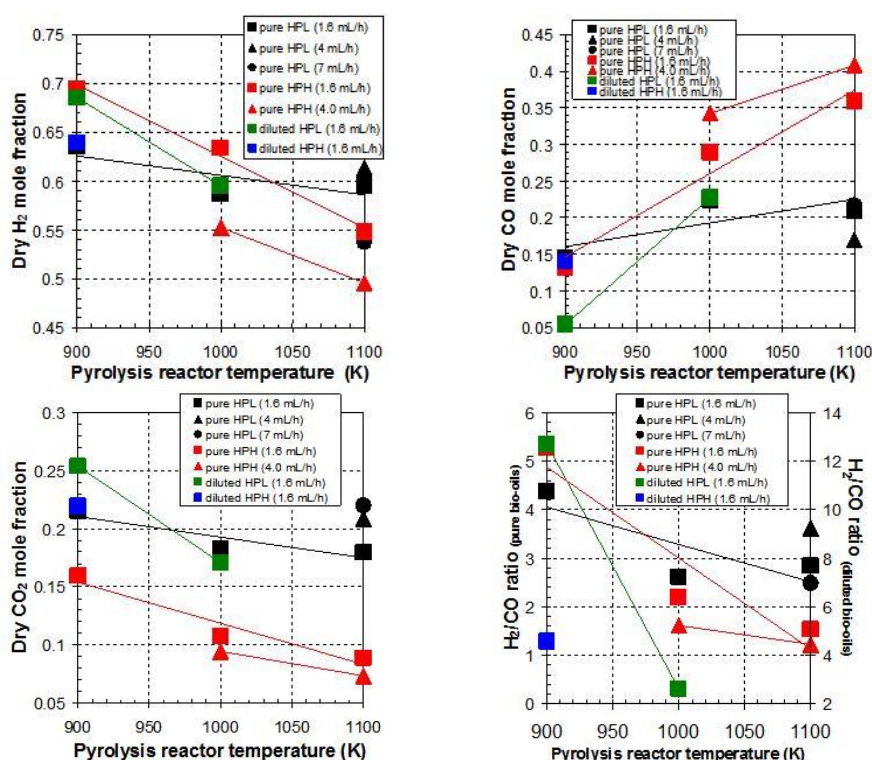 0.75
0.7
0.65
0.6
0.55
0.5
0.45
900 950 1000 1050 1100
Dry H₂ mole fraction
Pyrolysis reactor temperature (K)
pure HPL (1.6 mL/h)
pure HPL (4 mL/h)
pure HPL (7 mL/h)
pure HPH (1.6 mL/h)
pure HPH (4.0 mL/h)
diluted HPL (1.6 mL/h)
diluted HPH (1.6 mL/h)
0.45
0.4
0.35
0.3
0.25
0.2
0.15
0.1
0.05
900 950 1000 1050 1100
Dry CO mole fraction
Pyrolysis reactor temperature (K)
pure HPL (1.6 mL/h)
pure HPL (4 mL/h)
pure HPL (7 mL/h)
pure HPH (1.6 mL/h)
pure HPH (4.0 mL/h)
diluted HPL (1.6 mL/h)
diluted HPH (1.6 mL/h)
0.3
0.25
0.2
0.15
0.1
0.05
900 950 1000 1050 1100
Dry CO₂ mole fraction
Pyrolysis reactor temperature (K)
pure HPL (1.6 mL/h)
pure HPL (4 mL/h)
pure HPL (7 mL/h)
pure HPH (1.6 mL/h)
pure HPH (4.0 mL/h)
diluted HPL (1.6 mL/h)
diluted HPH (1.6 mL/h)
6
5
4
3
2
1
0
14
12
10
8
6
4
2
900 950 1000 1050 1100
H₂/CO ratio (pure bio-oils)
H₂/CO ratio (diluted bio-oils)
Pyrolysis reactor temperature (K)
pure HPL (1.6 mL/h)
pure HPL (4 mL/h)
pure HPL (7 mL/h)
pure HPH (1.6 mL/h)
pure HPH (4.0 mL/h)
diluted HPL (1.6 mL/h)
diluted HPH (1.6 mL/h)